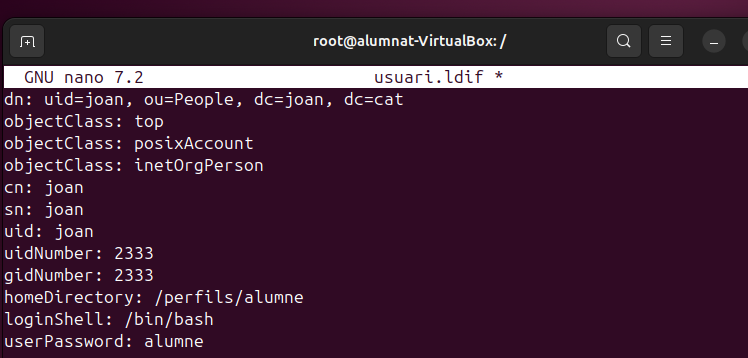 root@alumnat-VirtualBox: /
GNU nano 7.2 usuari.ldif *
dn: uid=joan, ou=People, dc=joan, dc=cat
objectClass: top
objectClass: posixAccount
objectClass: inetOrgPerson
cn: joan
sn: joan
uid: joan
uidNumber: 2333
gidNumber: 2333
homeDirectory: /perfils/alumne
loginShell: /bin/bash
userPassword: alumne